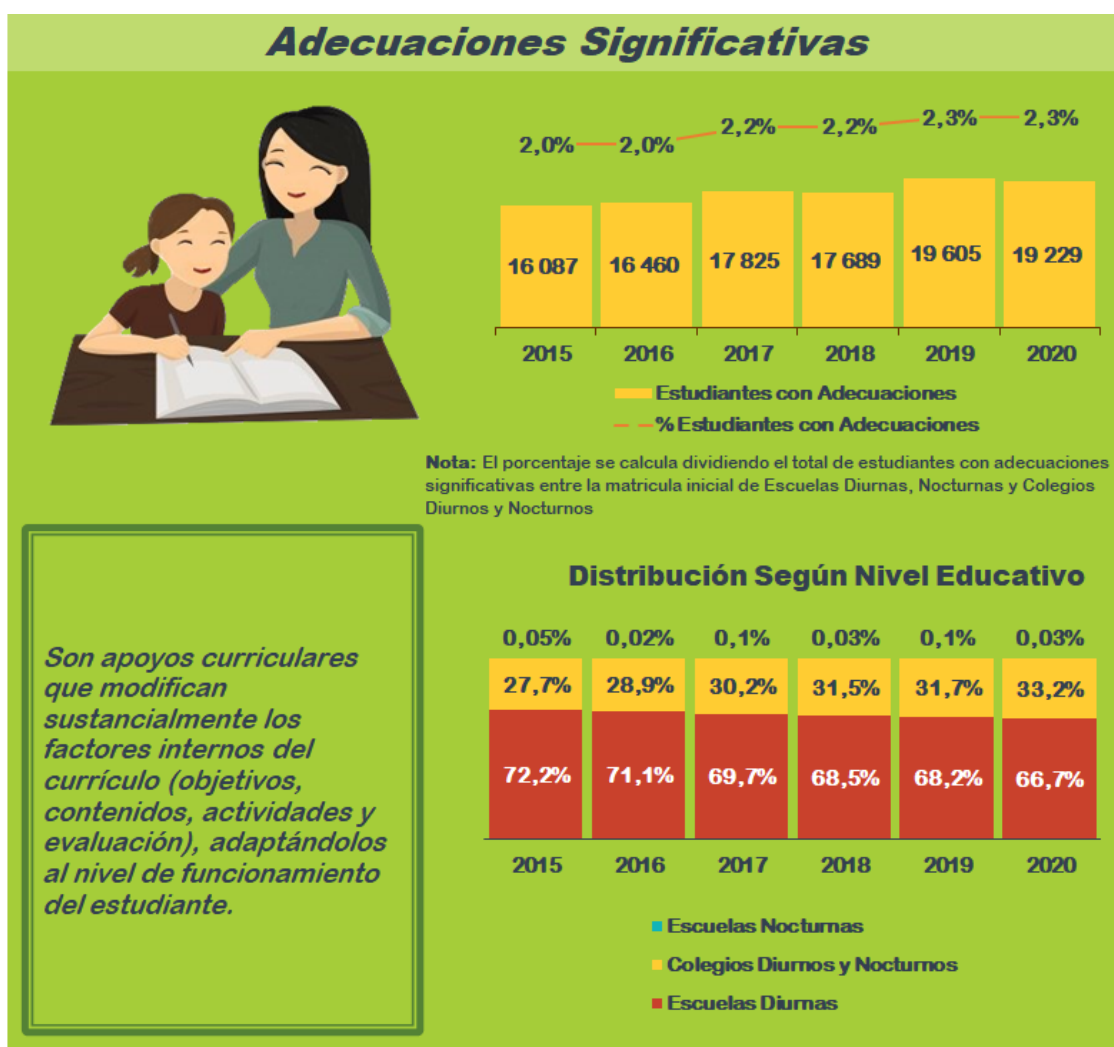 Adecuaciones Significativas
2,0% 2,0% 2,2% 2,2% 2,3% 2,3%
16 087 16 460 17 825 17 689 19 605 19 229
2015 2016 2017 2018 2019 2020
Estudiantes con Adecuaciones
% Estudiantes con Adecuaciones
Nota: El porcentaje se calcula dividiendo el total de estudiantes con adecuaciones
significativas entre la matricula inicial de Escuelas Diurnas, Nocturnas y Colegios
Diurnos y Nocturnos
Son apoyos curriculares
que modifican
sustancialmente los
factores internos del
currículo (objetivos,
contenidos, actividades y
evaluación), adaptándolos
al nivel de funcionamiento
del estudiante.
Distribución Según Nivel Educativo
0,05% 0,02% 0,1% 0,03% 0,1% 0,03%
27,7% 28,9% 30,2% 31,5% 31,7% 33,2%
72,2% 71,1% 69,7% 68,5% 68,2% 66,7%
2015 2016 2017 2018 2019 2020
Escuelas Nocturnas
Colegios Diurnos y Nocturnos
Escuelas Diurnas